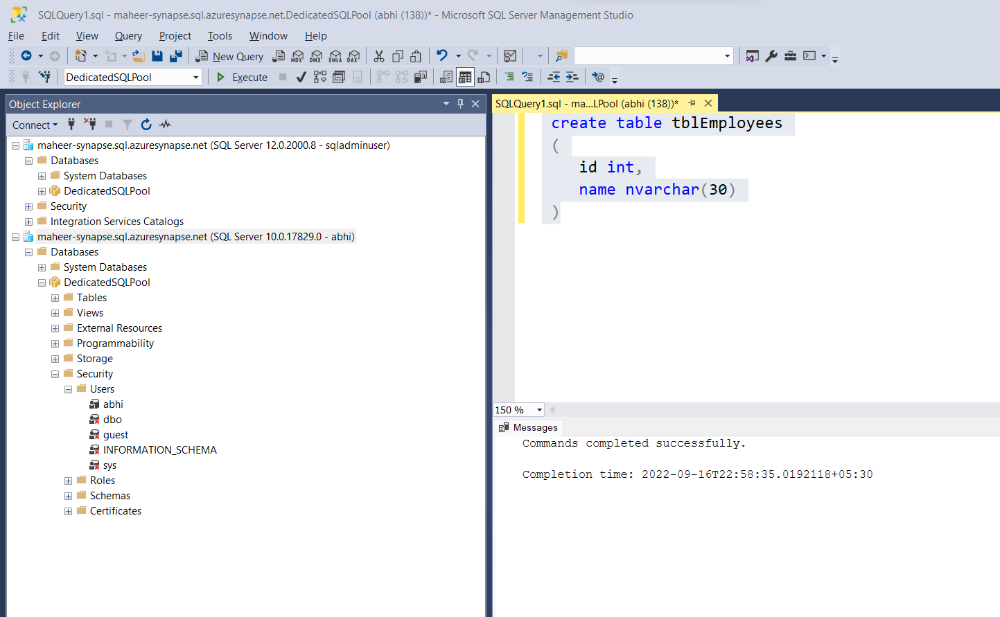 SQLQuery1.sql - maheer-synapse.sql.azuresynapse.net.DedicatedSQLPool (abhi (138))* - Microsoft SQL Server Management Studio
File Edit View Query Project Tools Window Help
New Query MDX DMX XMLA DAX
DedicatedSQLPool Execute
Object Explorer
Connect
maheer-synapse.sql.azuresynapse.net (SQL Server 12.0.2000.8 - sqladminuser)
Databases
System Databases
DedicatedSQLPool
Security
Integration Services Catalogs
maheer-synapse.sql.azuresynapse.net (SQL Server 10.0.17829.0 - abhi)
Databases
System Databases
DedicatedSQLPool
Tables
Views
External Resources
Programmability
Storage
Security
Users
abhi
dbo
guest
INFORMATION_SCHEMA
sys
Roles
Schemas
Certificates
SQLQuery1.sql - ma...LPool (abhi (138))*
create table tblEmployees
(
id int,
name nvarchar(30)
)
150 %
Messages
Commands completed successfully.
Completion time: 2022-09-16T22:58:35.0192118+05:30